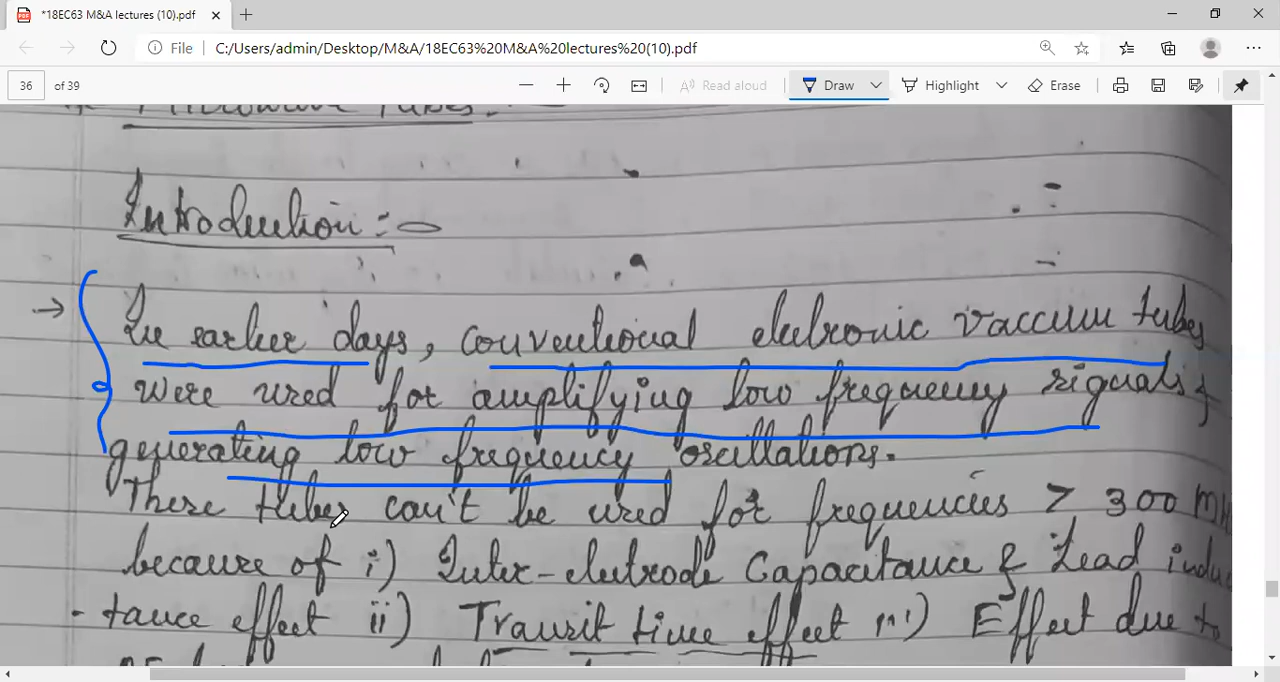 *18EC63 M&A lectures (10).pdf
File C:/Users/admin/Desktop/M&A/18EC63%20M&A%20lectures%20(10).pdf
36 of 39 Read aloud Draw Highlight Erase
Microwave Tubes:
Introduction :-
→ In earlier days, conventional electronic vaccum tubes
were used for amplifying low frequency signals &
generating low frequency oscillations.
These tubes can't be used for frequencies > 300 MH
because of i) Inter-electrode Capacitance & Lead induc
-tance effect ii) Transit time effect iii) Effect due to